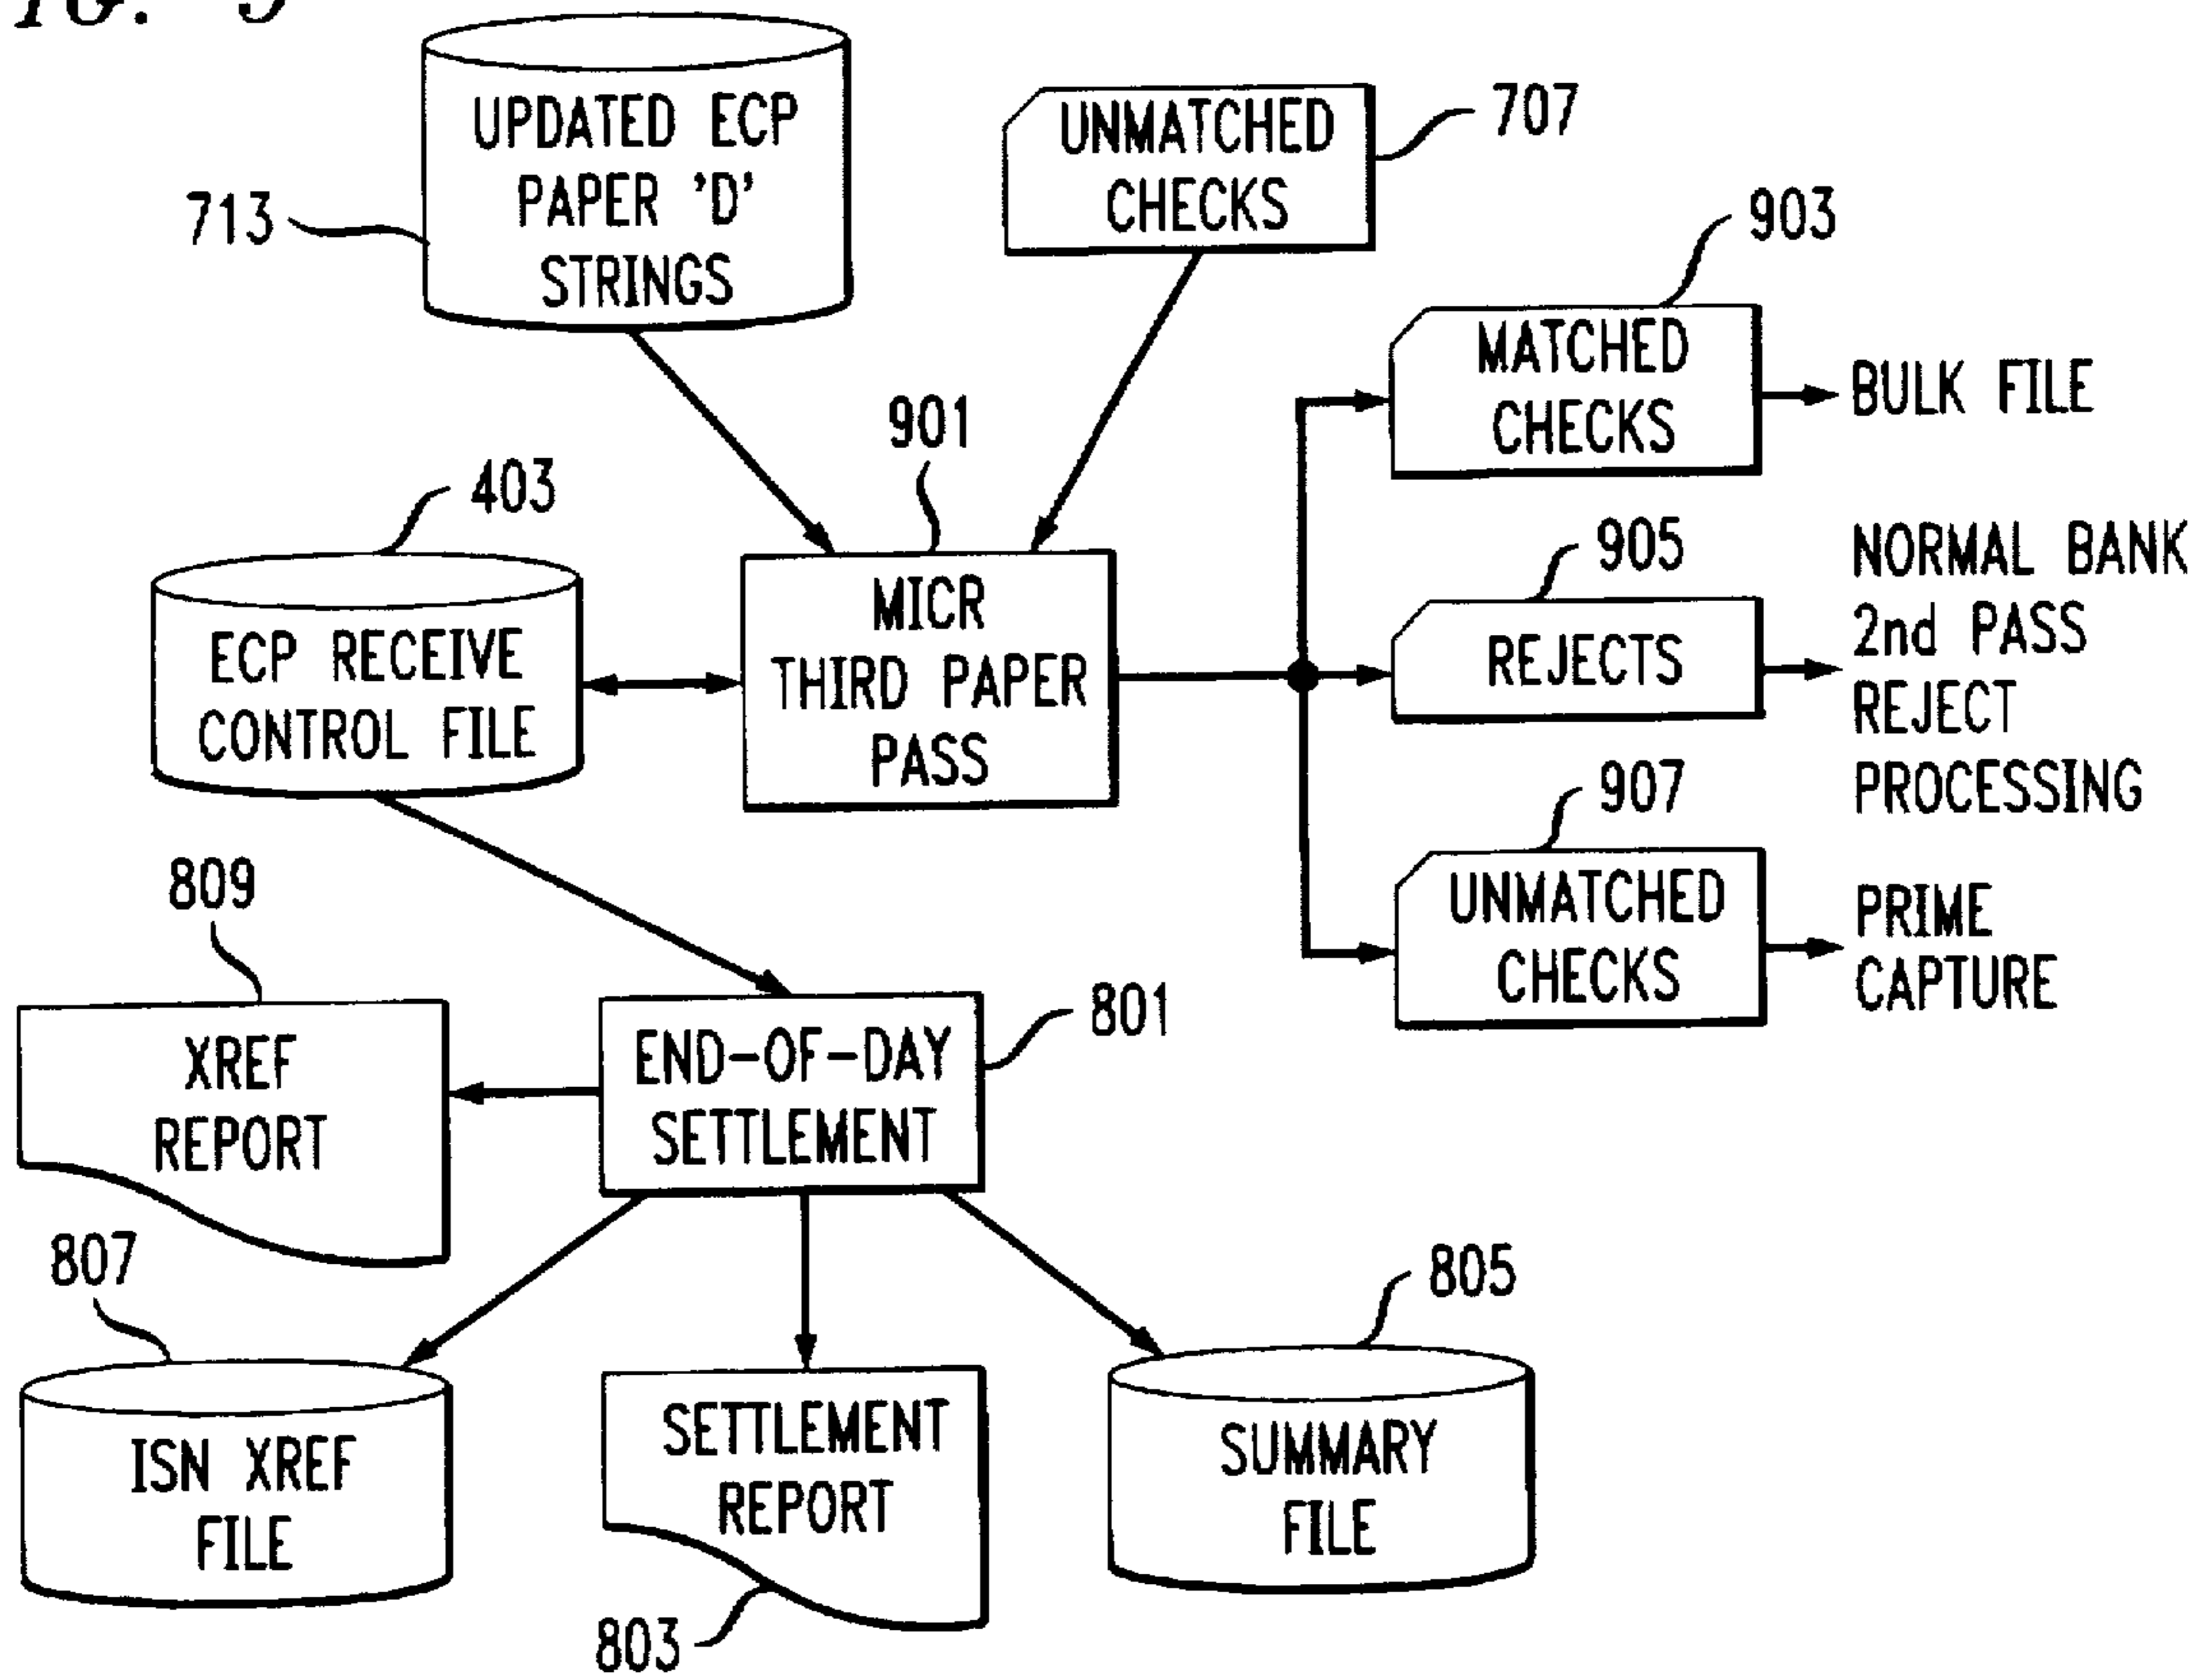 UPDATED ECP
PAPER 'D'
STRINGS
713
UNMATCHED
CHECKS
707
903
MATCHED
CHECKS
BULK FILE
901
403
ECP RECEIVE
CONTROL FILE
MICR
THIRD PAPER
PASS
905
REJECTS
NORMAL BANK
2nd PASS
REJECT
PROCESSING
907
UNMATCHED
CHECKS
PRIME
CAPTURE
809
XREF
REPORT
END-OF-DAY
SETTLEMENT
801
807
ISN XREF
FILE
SETTLEMENT
REPORT
803
805
SUMMARY
FILE